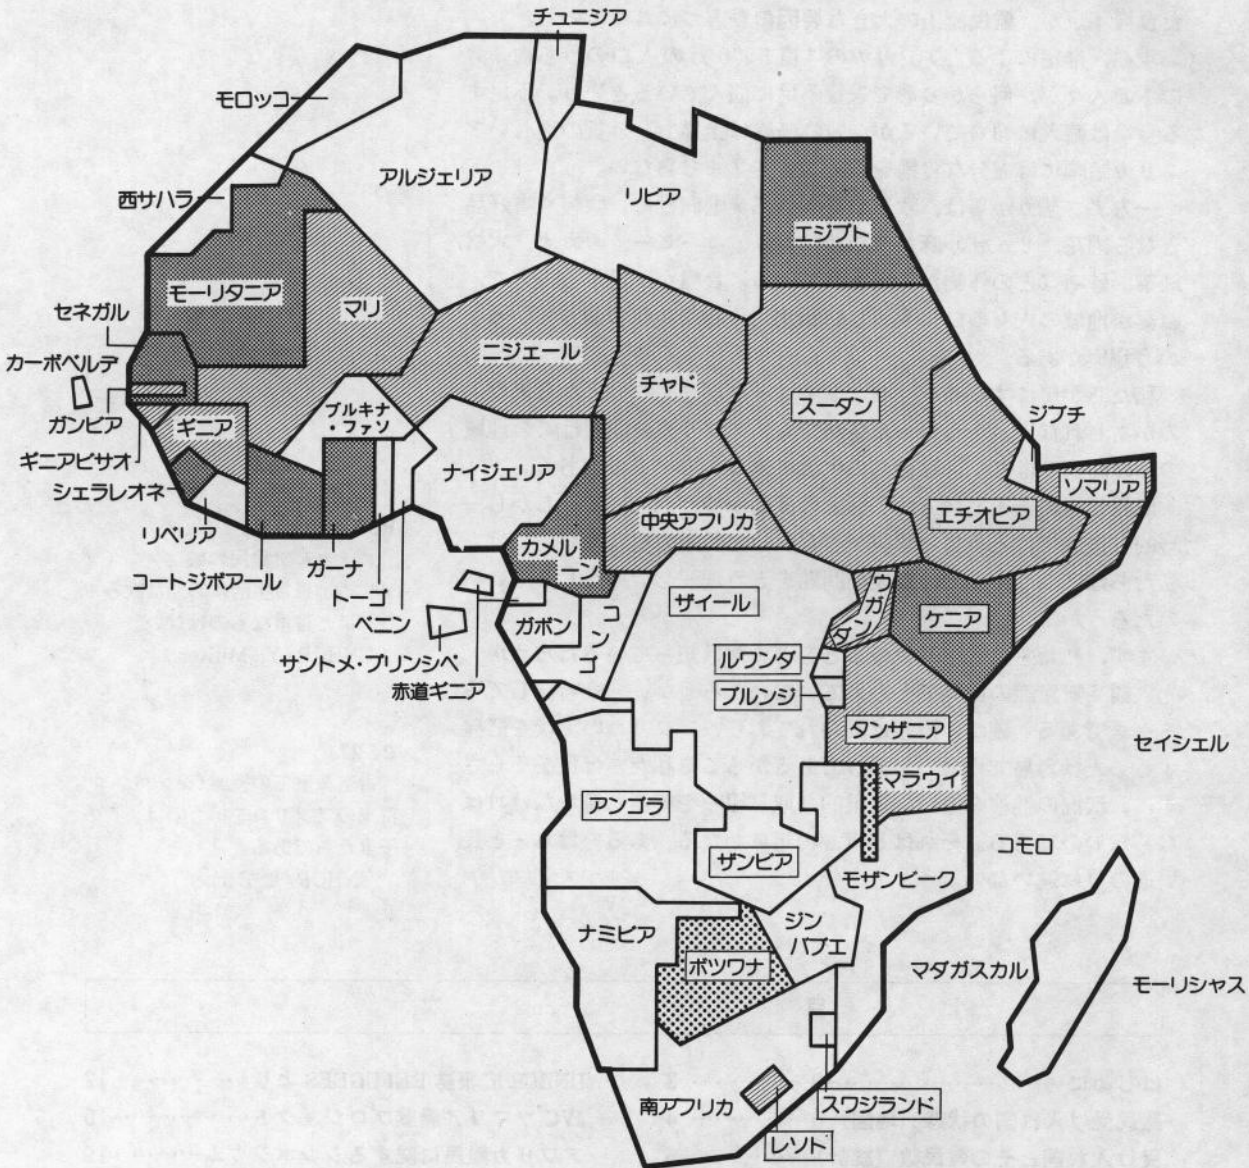 チュニジア
モロッコ
アルジェリア
リビア
西サハラ
エジプト
モーリタニア
マリ
セネガル
ニジェール
カーボベルデ
チャド
スーダン
ブルキナ
・ファソ
ジプチ
ガンビア
ギニア
ナイジェリア
ギニアビサオ
ソマリア
シェラレオネ
エチオピア
リベリア
中央アフリカ
カメル
ーン
コートジボアール
ガーナ
トーゴ
ベニン
ガボン
コンゴ
ザイール
ウガンダ
ケニア
サントメ・プリンシペ
赤道ギニア
ルワンダ
ブルンジ
タンザニア
セイシェル
マラウイ
アンゴラ
コモロ
ザンビア
モザンビーク
ナミビア
ジン
バブエ
ボツワナ
マダガスカル
モーリシャス
南アフリカ
スワジランド
レソト